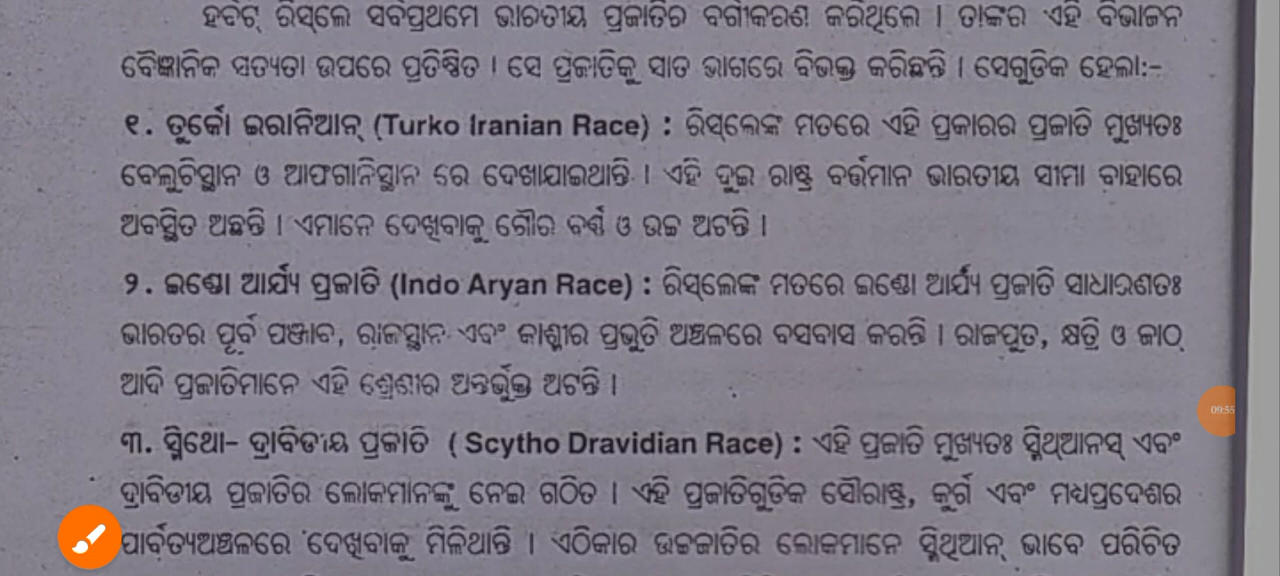 ହର୍ବଟ୍ ରିସ୍‌ଲେ ସର୍ବପ୍ରଥମେ ଭାରତୀୟ ପ୍ରଜାତିର ବର୍ଗୀକରଣ କରିଥିଲେ । ତାଙ୍କର ଏହି ବିଭାଜନ
ବୈଜ୍ଞାନିକ ସତ୍ୟତା ଉପରେ ପ୍ରତିଷ୍ଠିତ । ସେ ପ୍ରଜାତିକୁ ସାତ ଭାଗରେ ବିଭକ୍ତ କରିଛନ୍ତି । ସେଗୁଡିକ ହେଲା:-
୧. ତୁର୍କୋ ଇରାନିଆନ୍ (Turko Iranian Race) : ରିସ୍‌ଲେଙ୍କ ମତରେ ଏହି ପ୍ରକାରର ପ୍ରଜାତି ମୁଖ୍ୟତଃ
ବେଲୁଚିସ୍ଥାନ ଓ ଆଫଗାନିସ୍ଥାନ ରେ ଦେଖାଯାଇଥାନ୍ତି । ଏହି ଦୁଇ ରାଷ୍ଟ୍ର ବର୍ତ୍ତମାନ ଭାରତୀୟ ସୀମା ବାହାରେ
ଅବସ୍ଥିତ ଅଛନ୍ତି । ଏମାନେ ଦେଖିବାକୁ ଗୌର ବର୍ଣ୍ଣ ଓ ଉଚ୍ଚ ଅଟନ୍ତି ।
୨. ଇଣ୍ଡୋ ଆର୍ଯ୍ୟ ପ୍ରଜାତି (Indo Aryan Race) : ରିସ୍‌ଲେଙ୍କ ମତରେ ଇଣ୍ଡୋ ଆର୍ଯ୍ୟ ପ୍ରଜାତି ସାଧାରଣତଃ
ଭାରତର ପୂର୍ବ ପଞ୍ଜାବ, ରାଜସ୍ଥାନ ଏବଂ କାଶ୍ମୀର ପ୍ରଭୁତି ଅଞ୍ଚଳରେ ବସବାସ କରନ୍ତି । ରାଜପୁତ, କ୍ଷତ୍ରି ଓ ଜାଠ୍
ଆଦି ପ୍ରଜାତିମାନେ ଏହି ଶ୍ରେଣୀର ଅନ୍ତର୍ଭୁକ୍ତ ଅଟନ୍ତି ।
୩. ସ୍କିଥୋ- ଦ୍ରାବିଡୀୟ ପ୍ରଜାତି ( Scytho Dravidian Race) : ଏହି ପ୍ରଜାତି ମୁଖ୍ୟତଃ ସ୍କିଥିଆନସ୍ ଏବଂ
ଦ୍ରାବିଡୀୟ ପ୍ରଜାତିର ଲୋକମାନଙ୍କୁ ନେଇ ଗଠିତ । ଏହି ପ୍ରଜାତିଗୁଡିକ ସୌରାଷ୍ଟ୍ର, କୁର୍ଗ ଏବଂ ମଧ୍ୟପ୍ରଦେଶର
ପାର୍ବତ୍ୟଅଞ୍ଚଳରେ ଦେଖିବାକୁ ମିଳିଥାନ୍ତି । ଏଠିକାର ଉଚ୍ଚଜାତିର ଲୋକମାନେ ସ୍କିଥିଆନ୍ ଭାବେ ପରିଚିତ
09:55